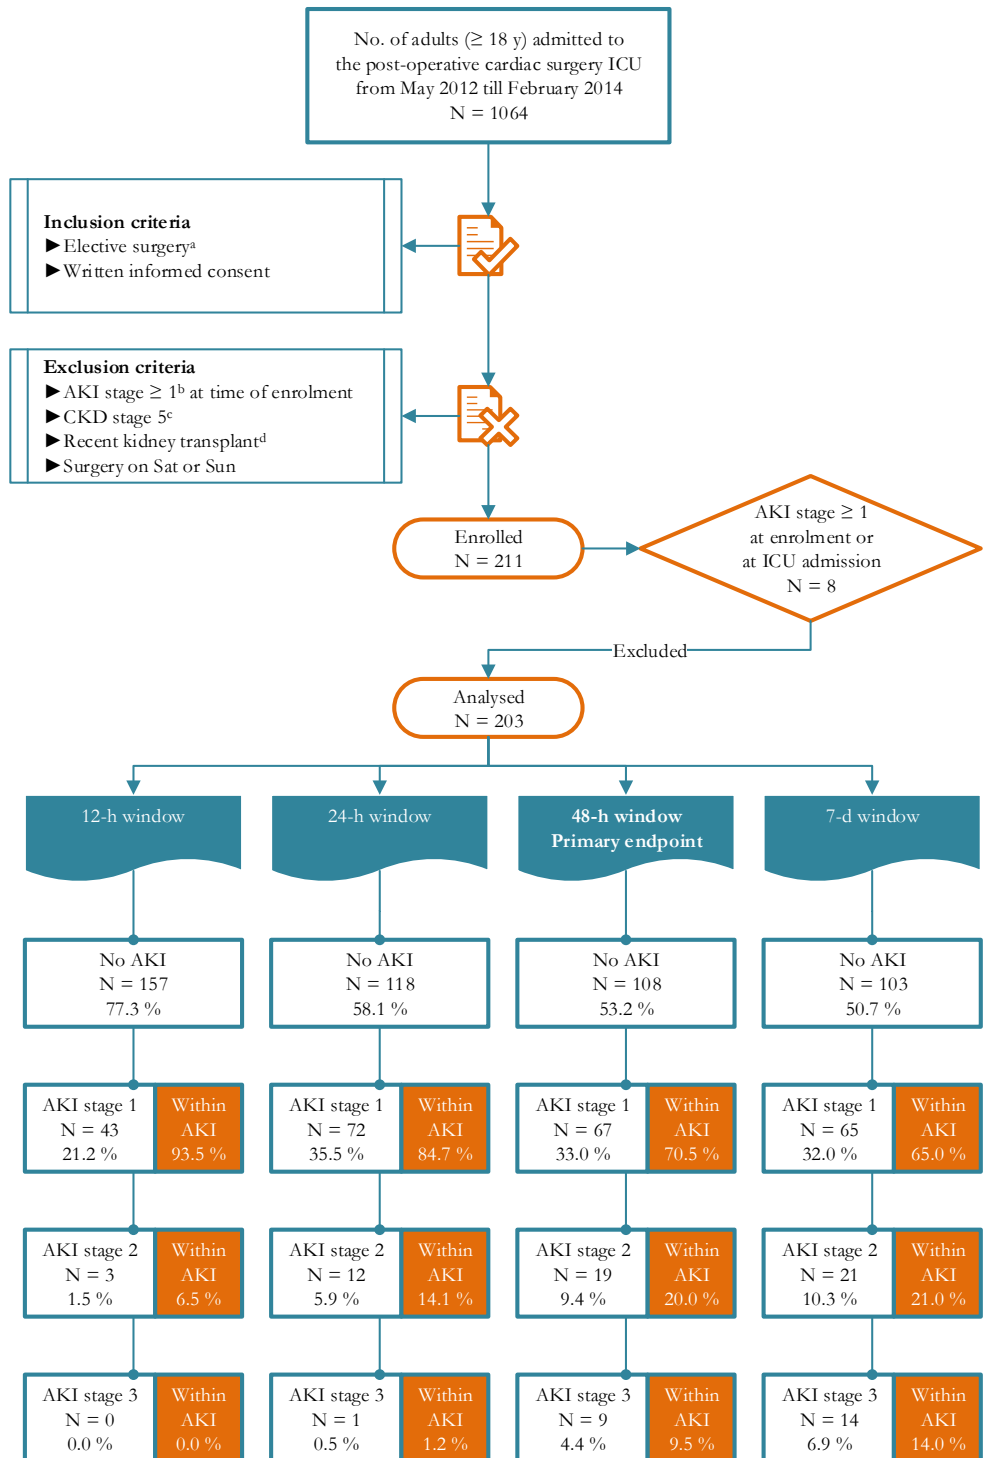 No. of adults (≥ 18 y) admitted to
the post-operative cardiac surgery ICU
from May 2012 till February 2014
N = 1064
Inclusion criteria
►Elective surgeryᵃ
►Written informed consent
Exclusion criteria
►AKI stage ≥ 1ᵇ at time of enrolment
►CKD stage 5ᶜ
►Recent kidney transplantᵈ
►Surgery on Sat or Sun
Enrolled
N = 211
AKI stage ≥ 1
at enrolment or
at ICU admission
N = 8
Excluded
Analysed
N = 203
12-h window
24-h window
48-h window
Primary endpoint
7-d window
No AKI
N = 157
77.3 %
No AKI
N = 118
58.1 %
No AKI
N = 108
53.2 %
No AKI
N = 103
50.7 %
AKI stage 1
N = 43
21.2 %
Within
AKI
93.5 %
AKI stage 1
N = 72
35.5 %
Within
AKI
84.7 %
AKI stage 1
N = 67
33.0 %
Within
AKI
70.5 %
AKI stage 1
N = 65
32.0 %
Within
AKI
65.0 %
AKI stage 2
N = 3
1.5 %
Within
AKI
6.5 %
AKI stage 2
N = 12
5.9 %
Within
AKI
14.1 %
AKI stage 2
N = 19
9.4 %
Within
AKI
20.0 %
AKI stage 2
N = 21
10.3 %
Within
AKI
21.0 %
AKI stage 3
N = 0
0.0 %
Within
AKI
0.0 %
AKI stage 3
N = 1
0.5 %
Within
AKI
1.2 %
AKI stage 3
N = 9
4.4 %
Within
AKI
9.5 %
AKI stage 3
N = 14
6.9 %
Within
AKI
14.0 %